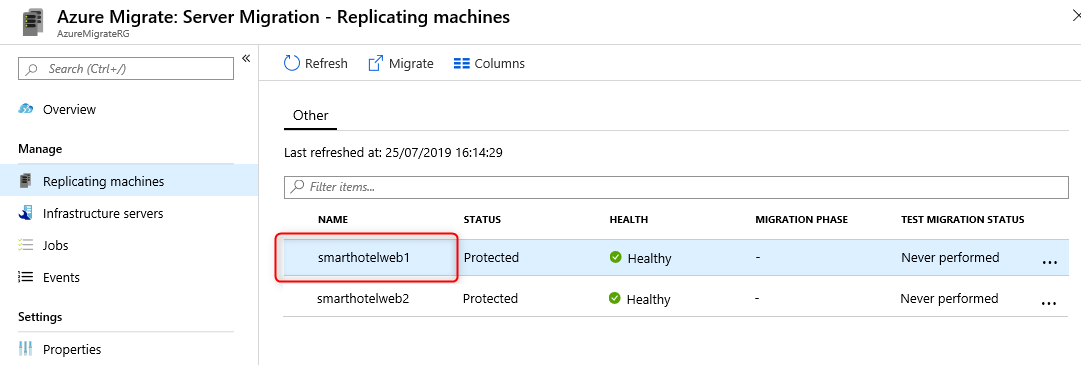 Azure Migrate: Server Migration - Replicating machines
AzureMigrateRG
Search (Ctrl+/)
«
Overview
Manage
Replicating machines
Infrastructure servers
Jobs
Events
Settings
Properties
Refresh Migrate Columns
Other
Last refreshed at: 25/07/2019 16:14:29
Filter items...
NAME STATUS HEALTH MIGRATION PHASE TEST MIGRATION STATUS
smarthotelweb1 Protected Healthy - Never performed ...
smarthotelweb2 Protected Healthy - Never performed ...